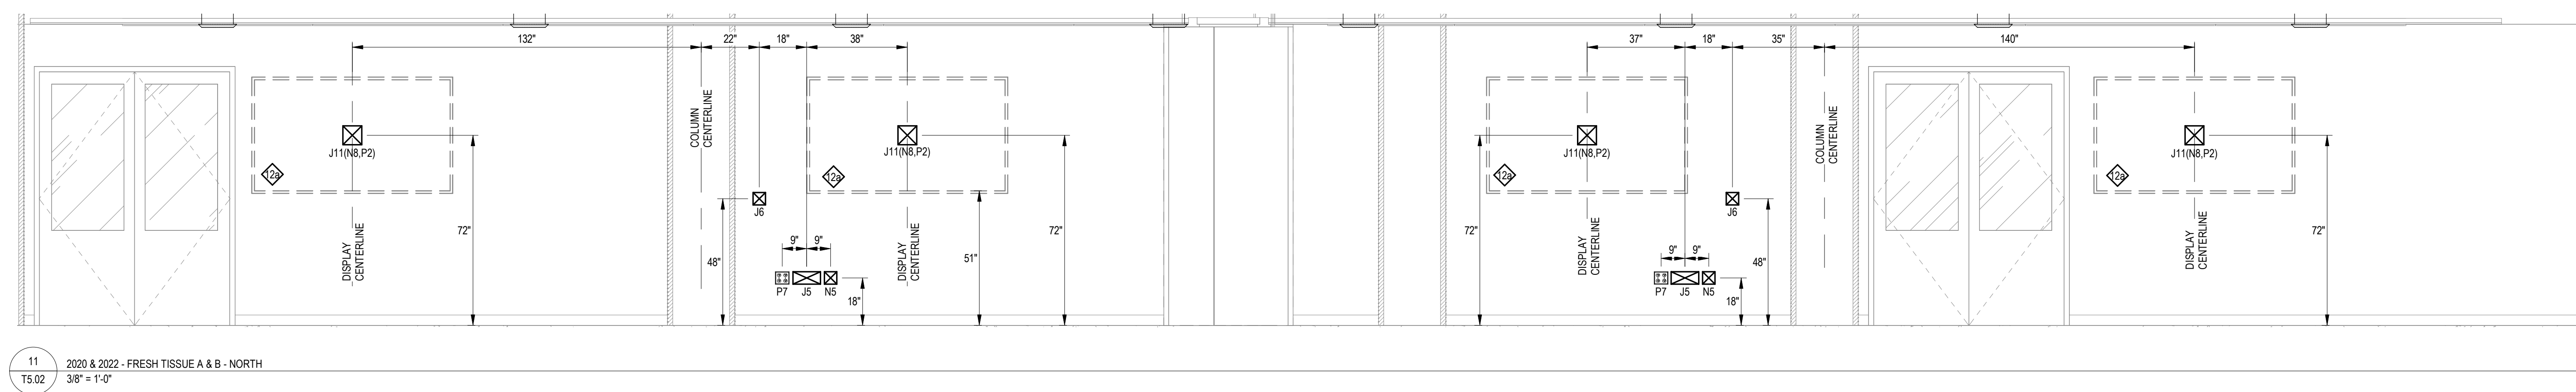 132"
22"
18"
38"
37"
18"
35"
140"
COLUMN
CENTERLINE
COLUMN
CENTERLINE
J11(N8,P2)
J11(N8,P2)
J11(N8,P2)
J11(N8,P2)
12a
12a
12a
12a
J6
J6
DISPLAY
CENTERLINE
72"
48"
9"
9"
DISPLAY
CENTERLINE
51"
72"
72"
DISPLAY
CENTERLINE
9"
9"
48"
DISPLAY
CENTERLINE
72"
P7
J5
N5
18"
P7
J5
N5
18"
11
T5.02
2020 & 2022 - FRESH TISSUE A & B - NORTH
3/8" = 1'-0"